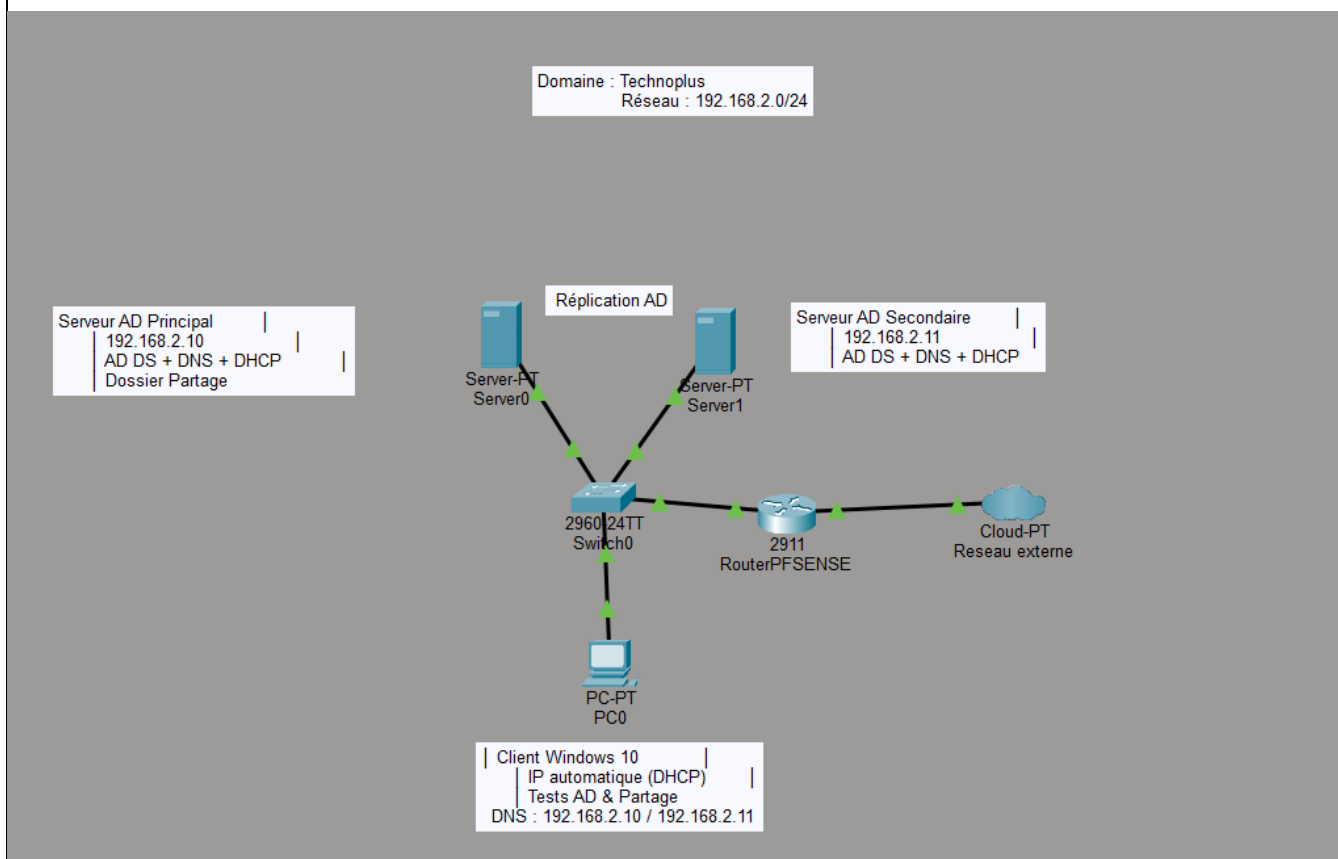 Domaine : Technoplus
Réseau : 192.168.2.0/24
Réplication AD
Serveur AD Principal |
| 192.168.2.10 |
| AD DS + DNS + DHCP |
| Dossier Partage
Serveur AD Secondaire |
| 192.168.2.11 |
| AD DS + DNS + DHCP
Server-PT
Server0
Server-PT
Server1
2960-24TT
Switch0
2911
RouterPFSENSE
Cloud-PT
Reseau externe
PC-PT
PC0
| Client Windows 10 |
| IP automatique (DHCP) |
| Tests AD & Partage
DNS : 192.168.2.10 / 192.168.2.11